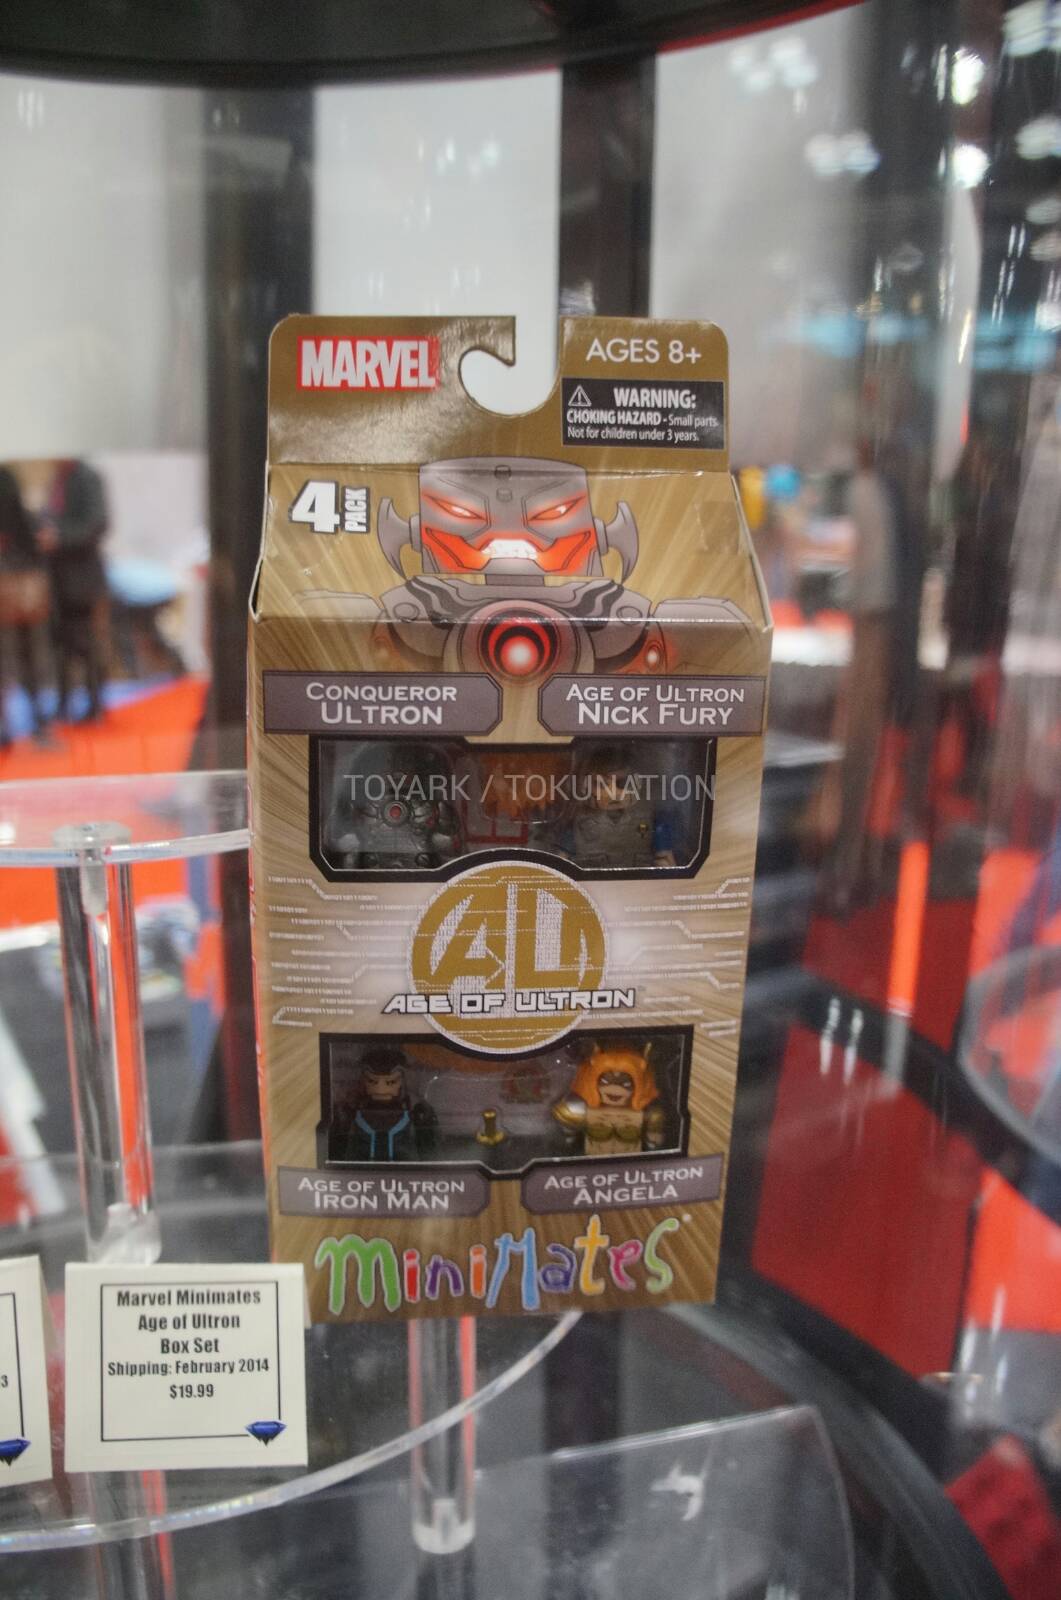 MARVEL
AGES 8+
WARNING:
CHOKING HAZARD - Small parts.
Not for children under 3 years.
4 PACK
CONQUEROR
ULTRON
AGE OF ULTRON
NICK FURY
TOYARK / TOKUNATION
AU
AGE OF ULTRON
AGE OF ULTRON
IRON MAN
AGE OF ULTRON
ANGELA
miniMates
Marvel Minimates
Age of Ultron
Box Set
Shipping: February 2014
$19.99
3